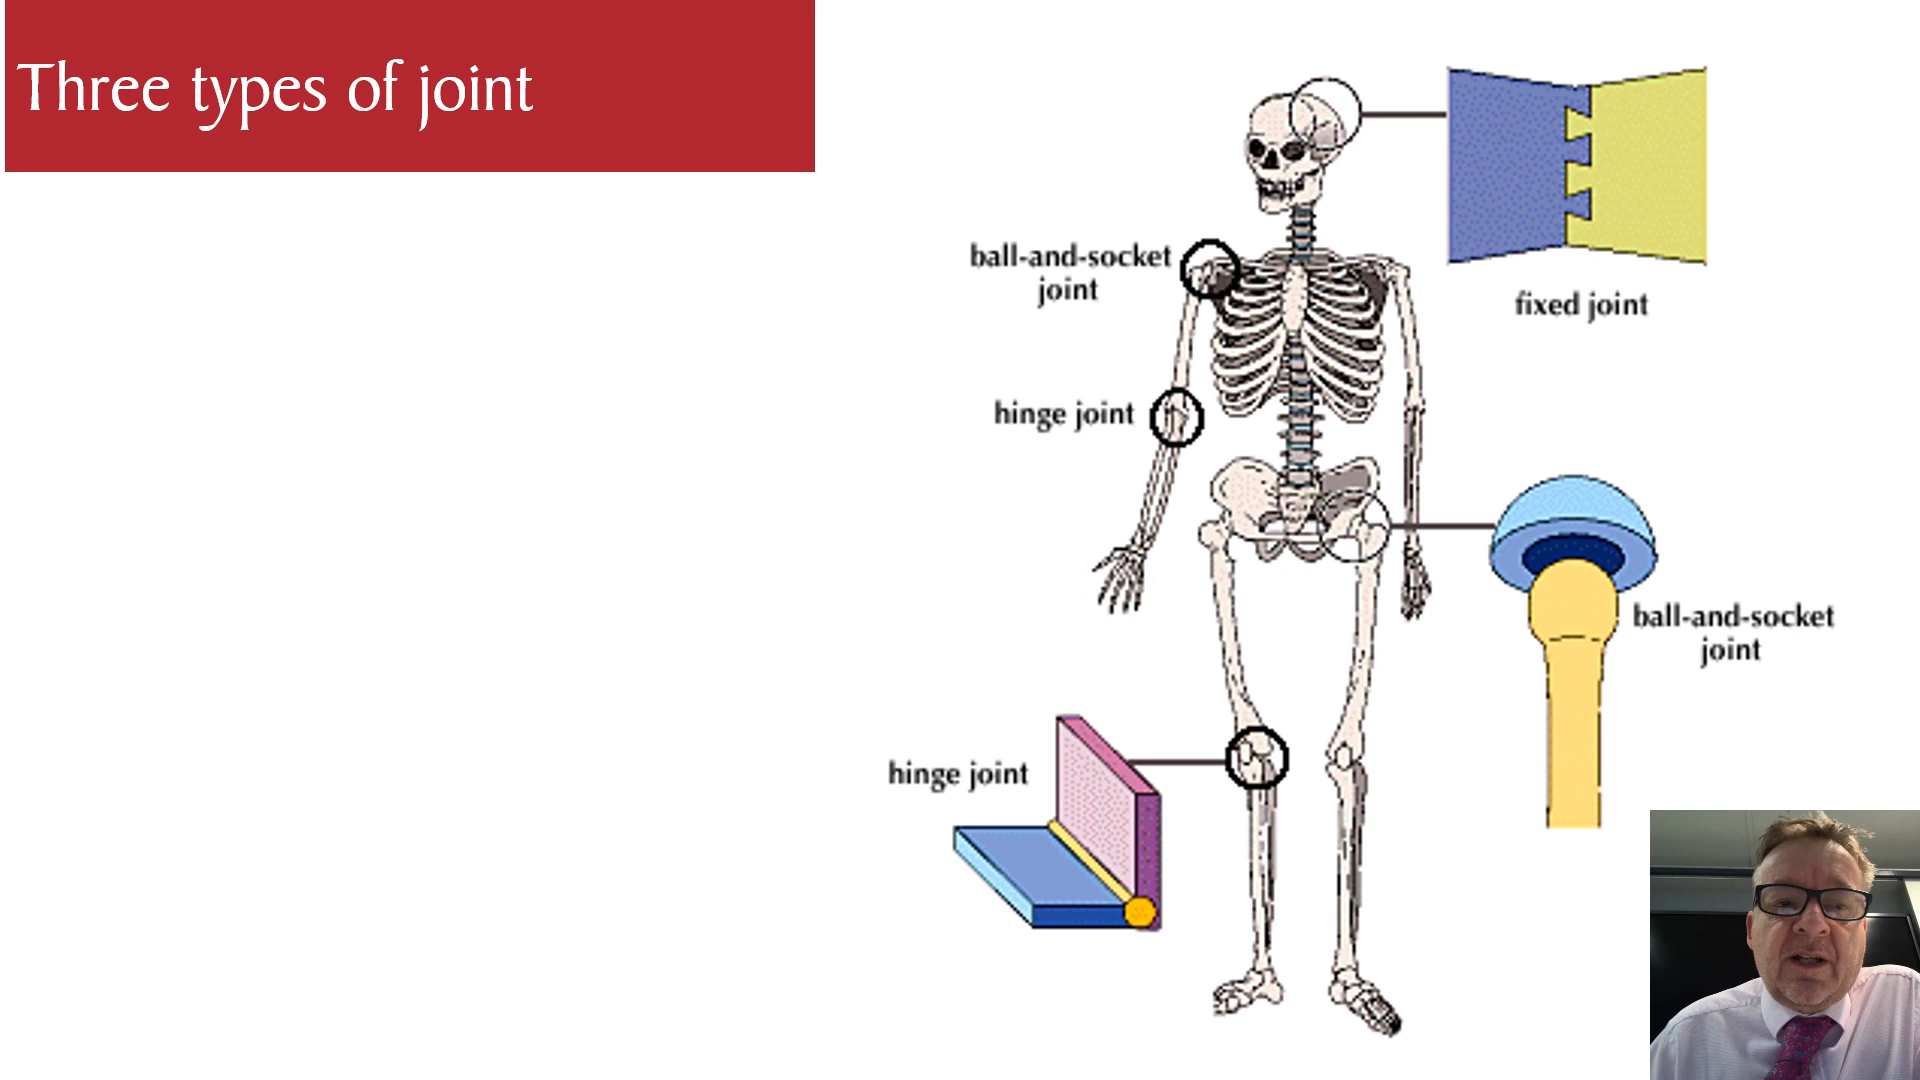 Three types of joint
ball-and-socket
joint
fixed joint
hinge joint
ball-and-socket
joint
hinge joint